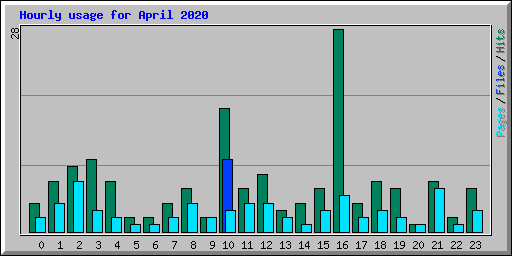 Hourly usage for April 2020
28
Pages/Files/Hits
0 1 2 3 4 5 6 7 8 9 10 11 12 13 14 15 16 17 18 19 20 21 22 23